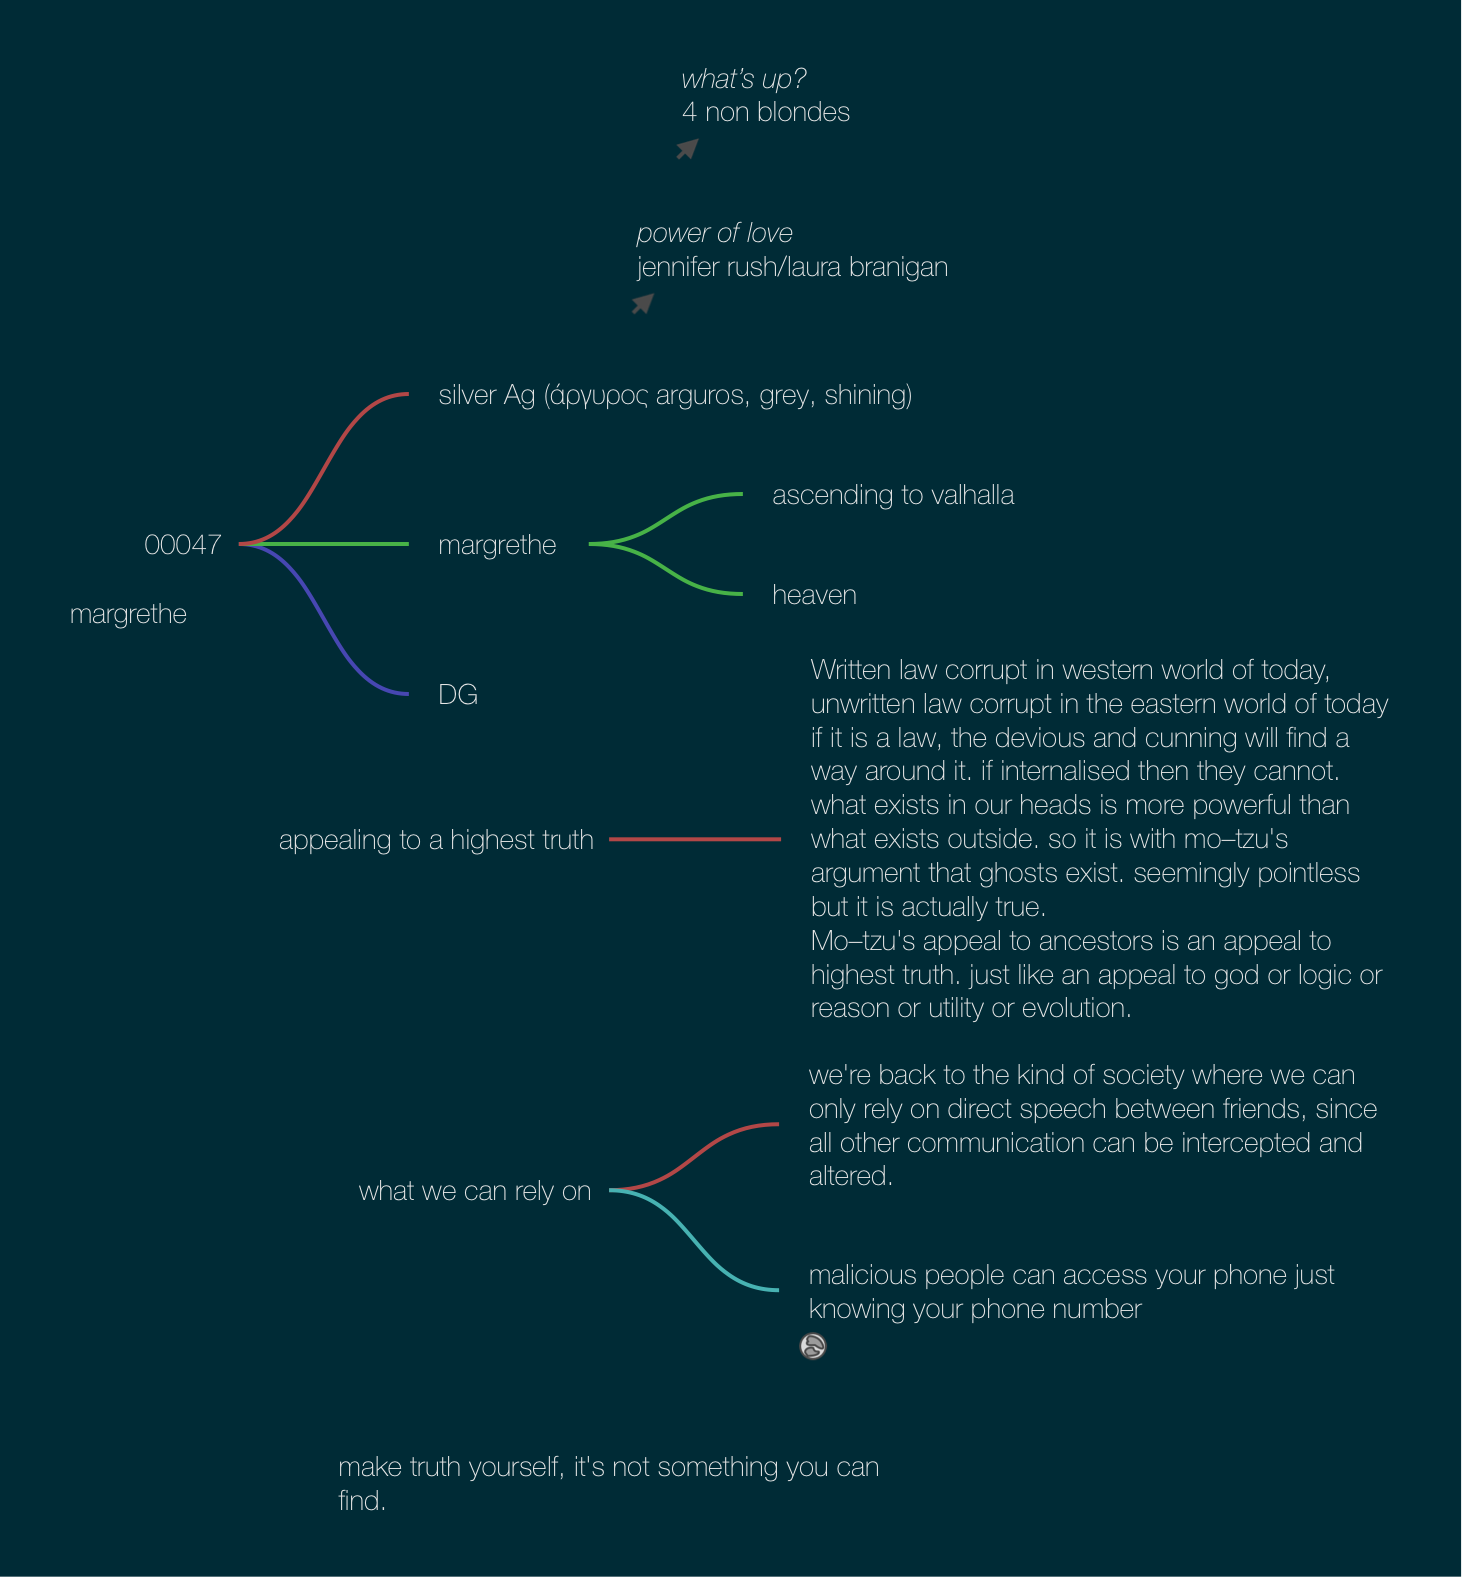 what's up?
4 non blondes
power of love
jennifer rush/laura branigan
silver Ag (άργυρος arguros, grey, shining)
ascending to valhalla
00047
margrethe
heaven
margrethe
DG
Written law corrupt in western world of today,
unwritten law corrupt in the eastern world of today
if it is a law, the devious and cunning will find a
way around it. if internalised then they cannot.
what exists in our heads is more powerful than
what exists outside. so it is with mo–tzu's
argument that ghosts exist. seemingly pointless
but it is actually true.
Mo–tzu's appeal to ancestors is an appeal to
highest truth. just like an appeal to god or logic or
reason or utility or evolution.
appealing to a highest truth
we're back to the kind of society where we can
only rely on direct speech between friends, since
all other communication can be intercepted and
altered.
what we can rely on
malicious people can access your phone just
knowing your phone number
make truth yourself, it's not something you can
find.